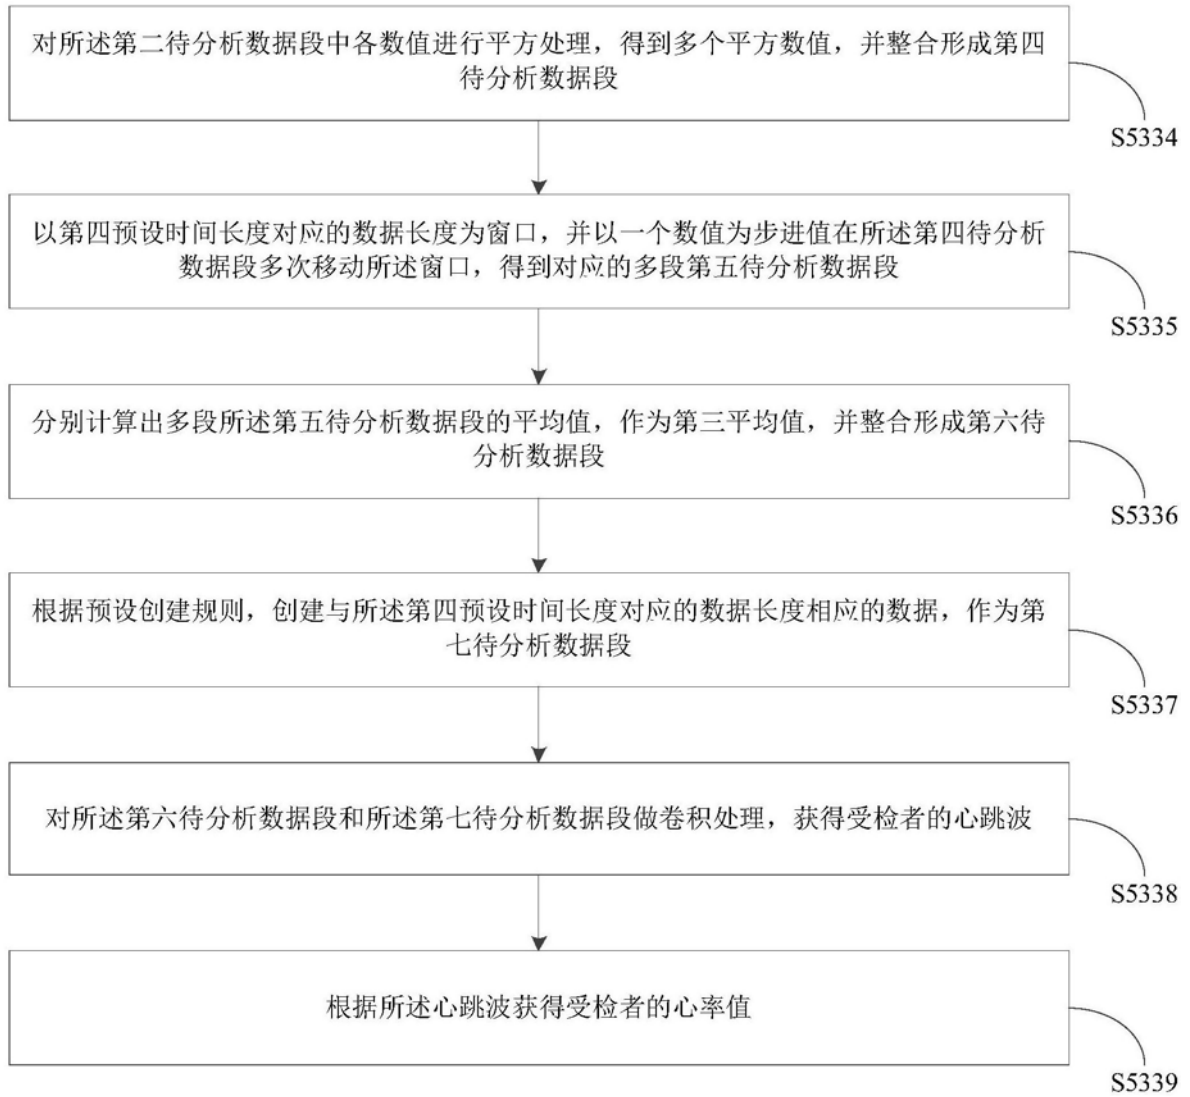 对所述第二待分析数据段中各数值进行平方处理，得到多个平方数值，并整合形成第四
待分析数据段
S5334
以第四预设时间长度对应的数据长度为窗口，并以一个数值为步进值在所述第四待分析
数据段多次移动所述窗口，得到对应的多段第五待分析数据段
S5335
分别计算出多段所述第五待分析数据段的平均值，作为第三平均值，并整合形成第六待
分析数据段
S5336
根据预设创建规则，创建与所述第四预设时间长度对应的数据长度相应的数据，作为第
七待分析数据段
S5337
对所述第六待分析数据段和所述第七待分析数据段做卷积处理，获得受检者的心跳波
S5338
根据所述心跳波获得受检者的心率值
S5339